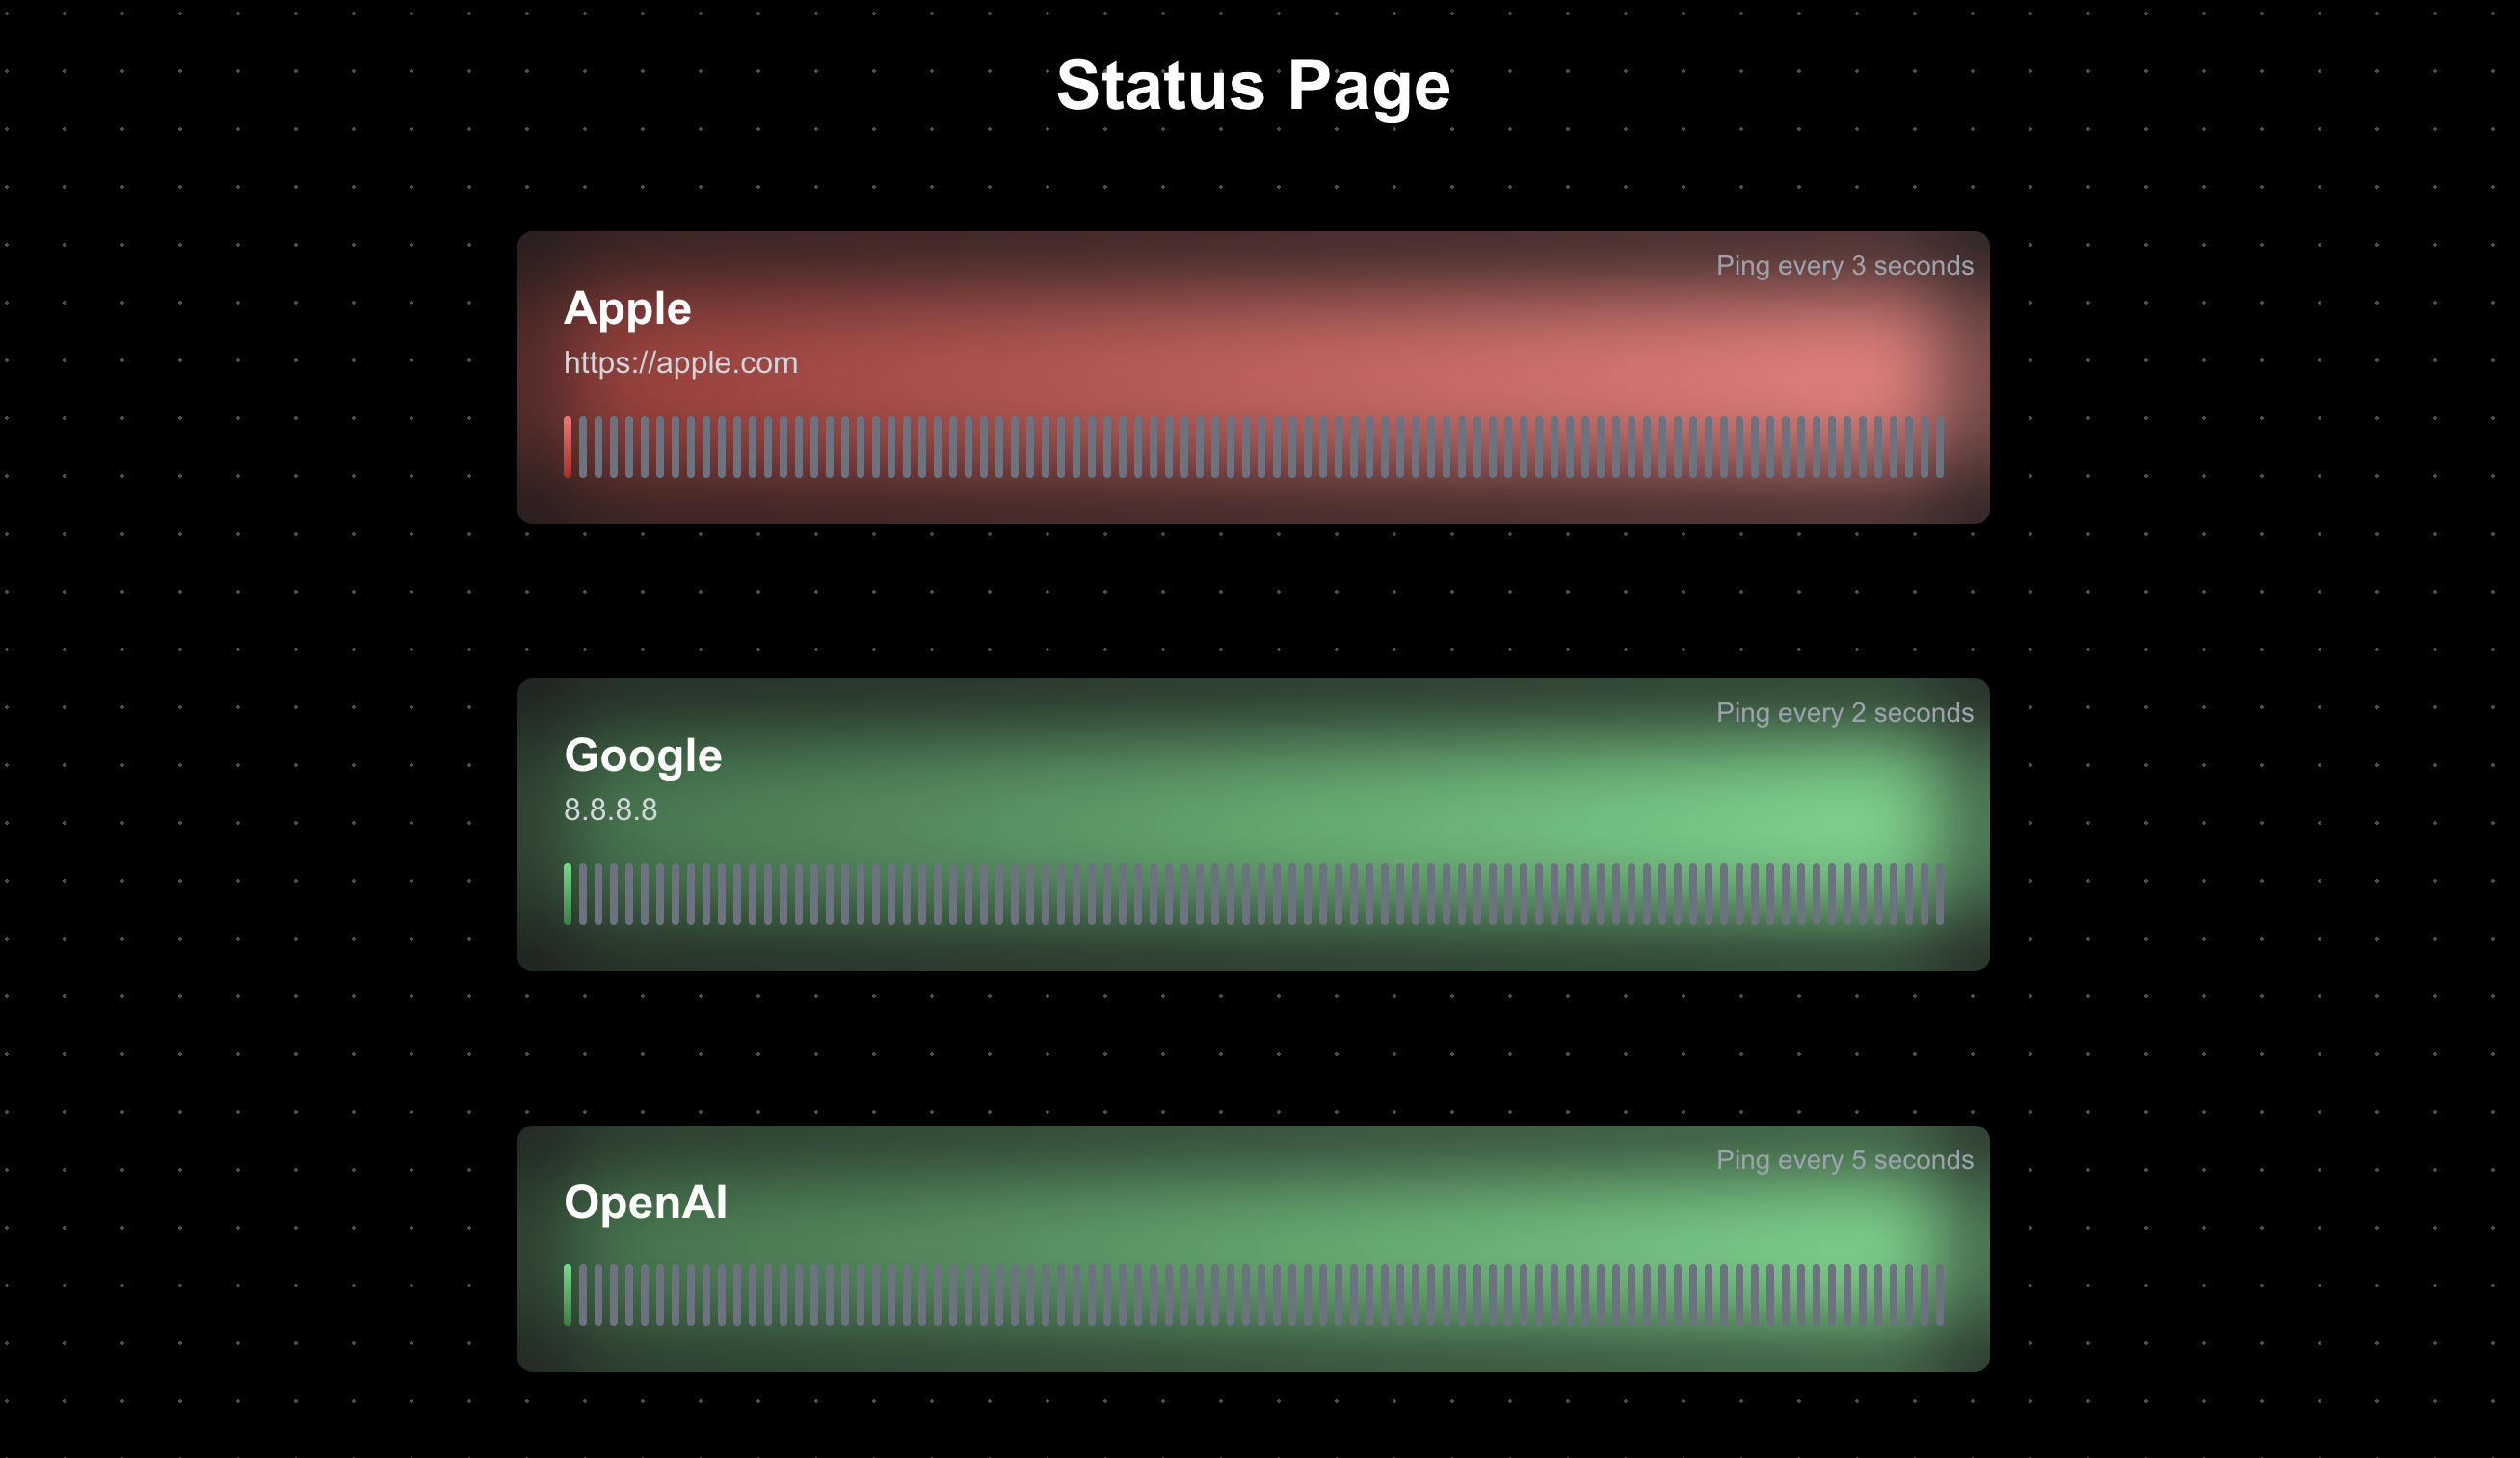 Status Page
Ping every 3 seconds
Apple
https://apple.com
Ping every 2 seconds
Google
8.8.8.8
Ping every 5 seconds
OpenAI